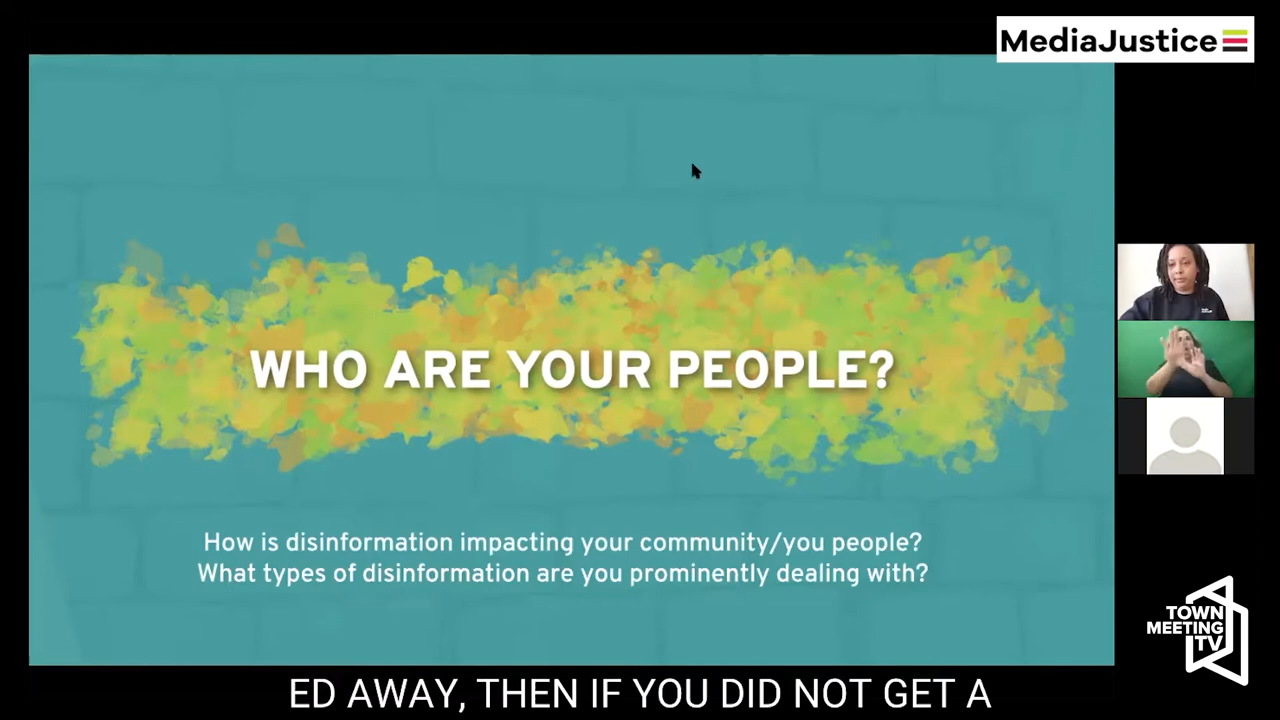 MediaJustice
WHO ARE YOUR PEOPLE?
How is disinformation impacting your community/you people?
What types of disinformation are you prominently dealing with?
TOWN
MEETING
TV
ED AWAY, THEN IF YOU DID NOT GET A